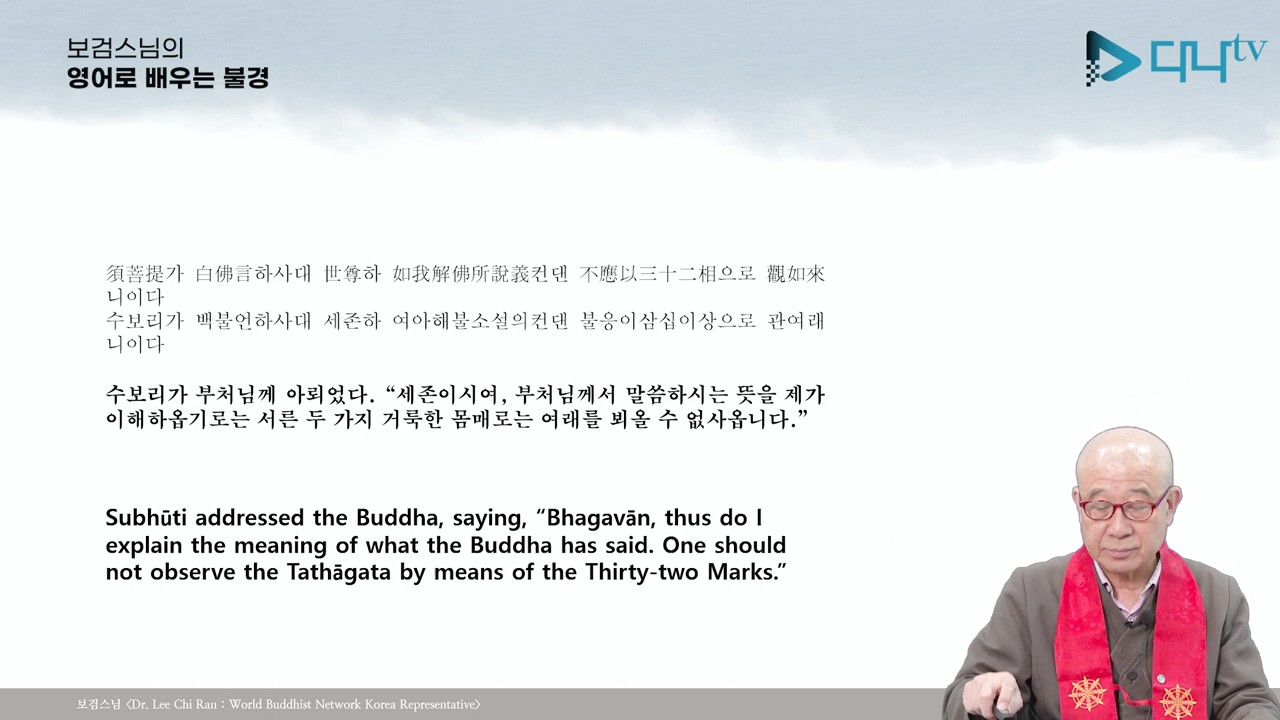 보검스님의
영어로 배우는 불경
디나tv
須菩提가 白佛言하사대 世尊하 如我解佛所說義컨댄 不應以三十二相으로 觀如來
니이다
수보리가 백불언하사대 세존하 여아해불소설의컨댄 불응이삼십이상으로 관여래
니이다
수보리가 부처님께 아뢰었다. “세존이시여, 부처님께서 말씀하시는 뜻을 제가
이해하옵기로는 서른 두 가지 거룩한 몸매로는 여래를 뵈올 수 없사옵니다.”
Subhūti addressed the Buddha, saying, “Bhagavān, thus do I
explain the meaning of what the Buddha has said. One should
not observe the Tathāgata by means of the Thirty-two Marks.”
보검스님 <Dr. Lee Chi Ran : World Buddhist Network Korea Representative>